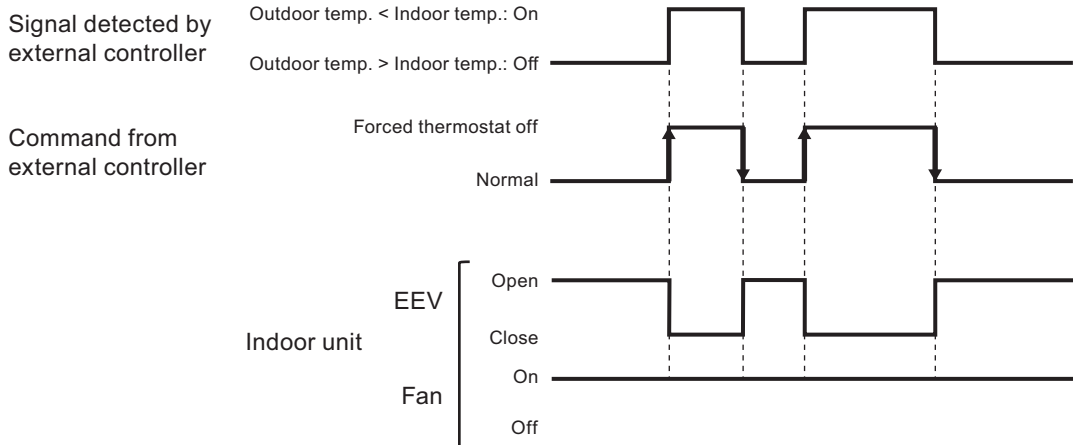 Signal detected by
external controller
Outdoor temp. < Indoor temp.: On
Outdoor temp. > Indoor temp.: Off
Command from
external controller
Forced thermostat off
Normal
Indoor unit
EEV
Open
Close
Fan
On
Off